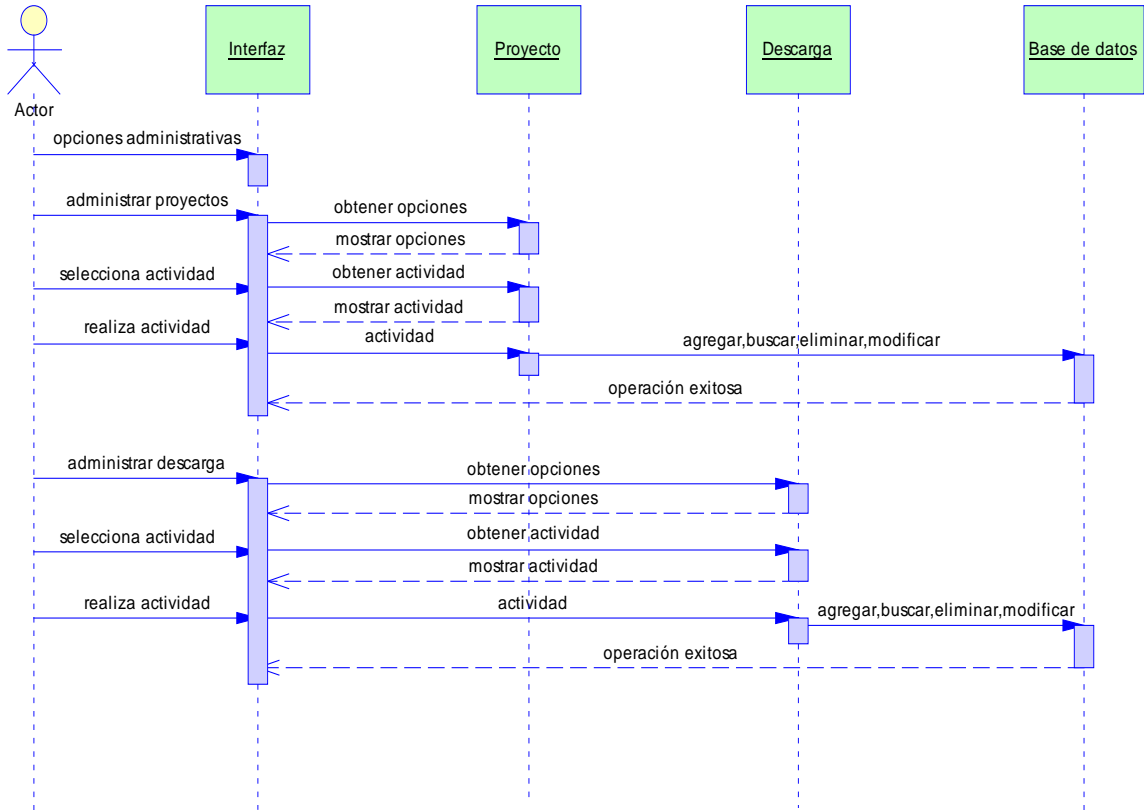 Interfaz
Proyecto
Descarga
Base de datos
Actor
opciones administrativas
administrar proyectos
obtener opciones
mostrar opciones
selecciona actividad
obtener actividad
mostrar actividad
realiza actividad
actividad
agregar,buscar,eliminar,modificar
operación exitosa
administrar descarga
obtener opciones
mostrar opciones
selecciona actividad
obtener actividad
mostrar actividad
realiza actividad
actividad
agregar,buscar,eliminar,modificar
operación exitosa